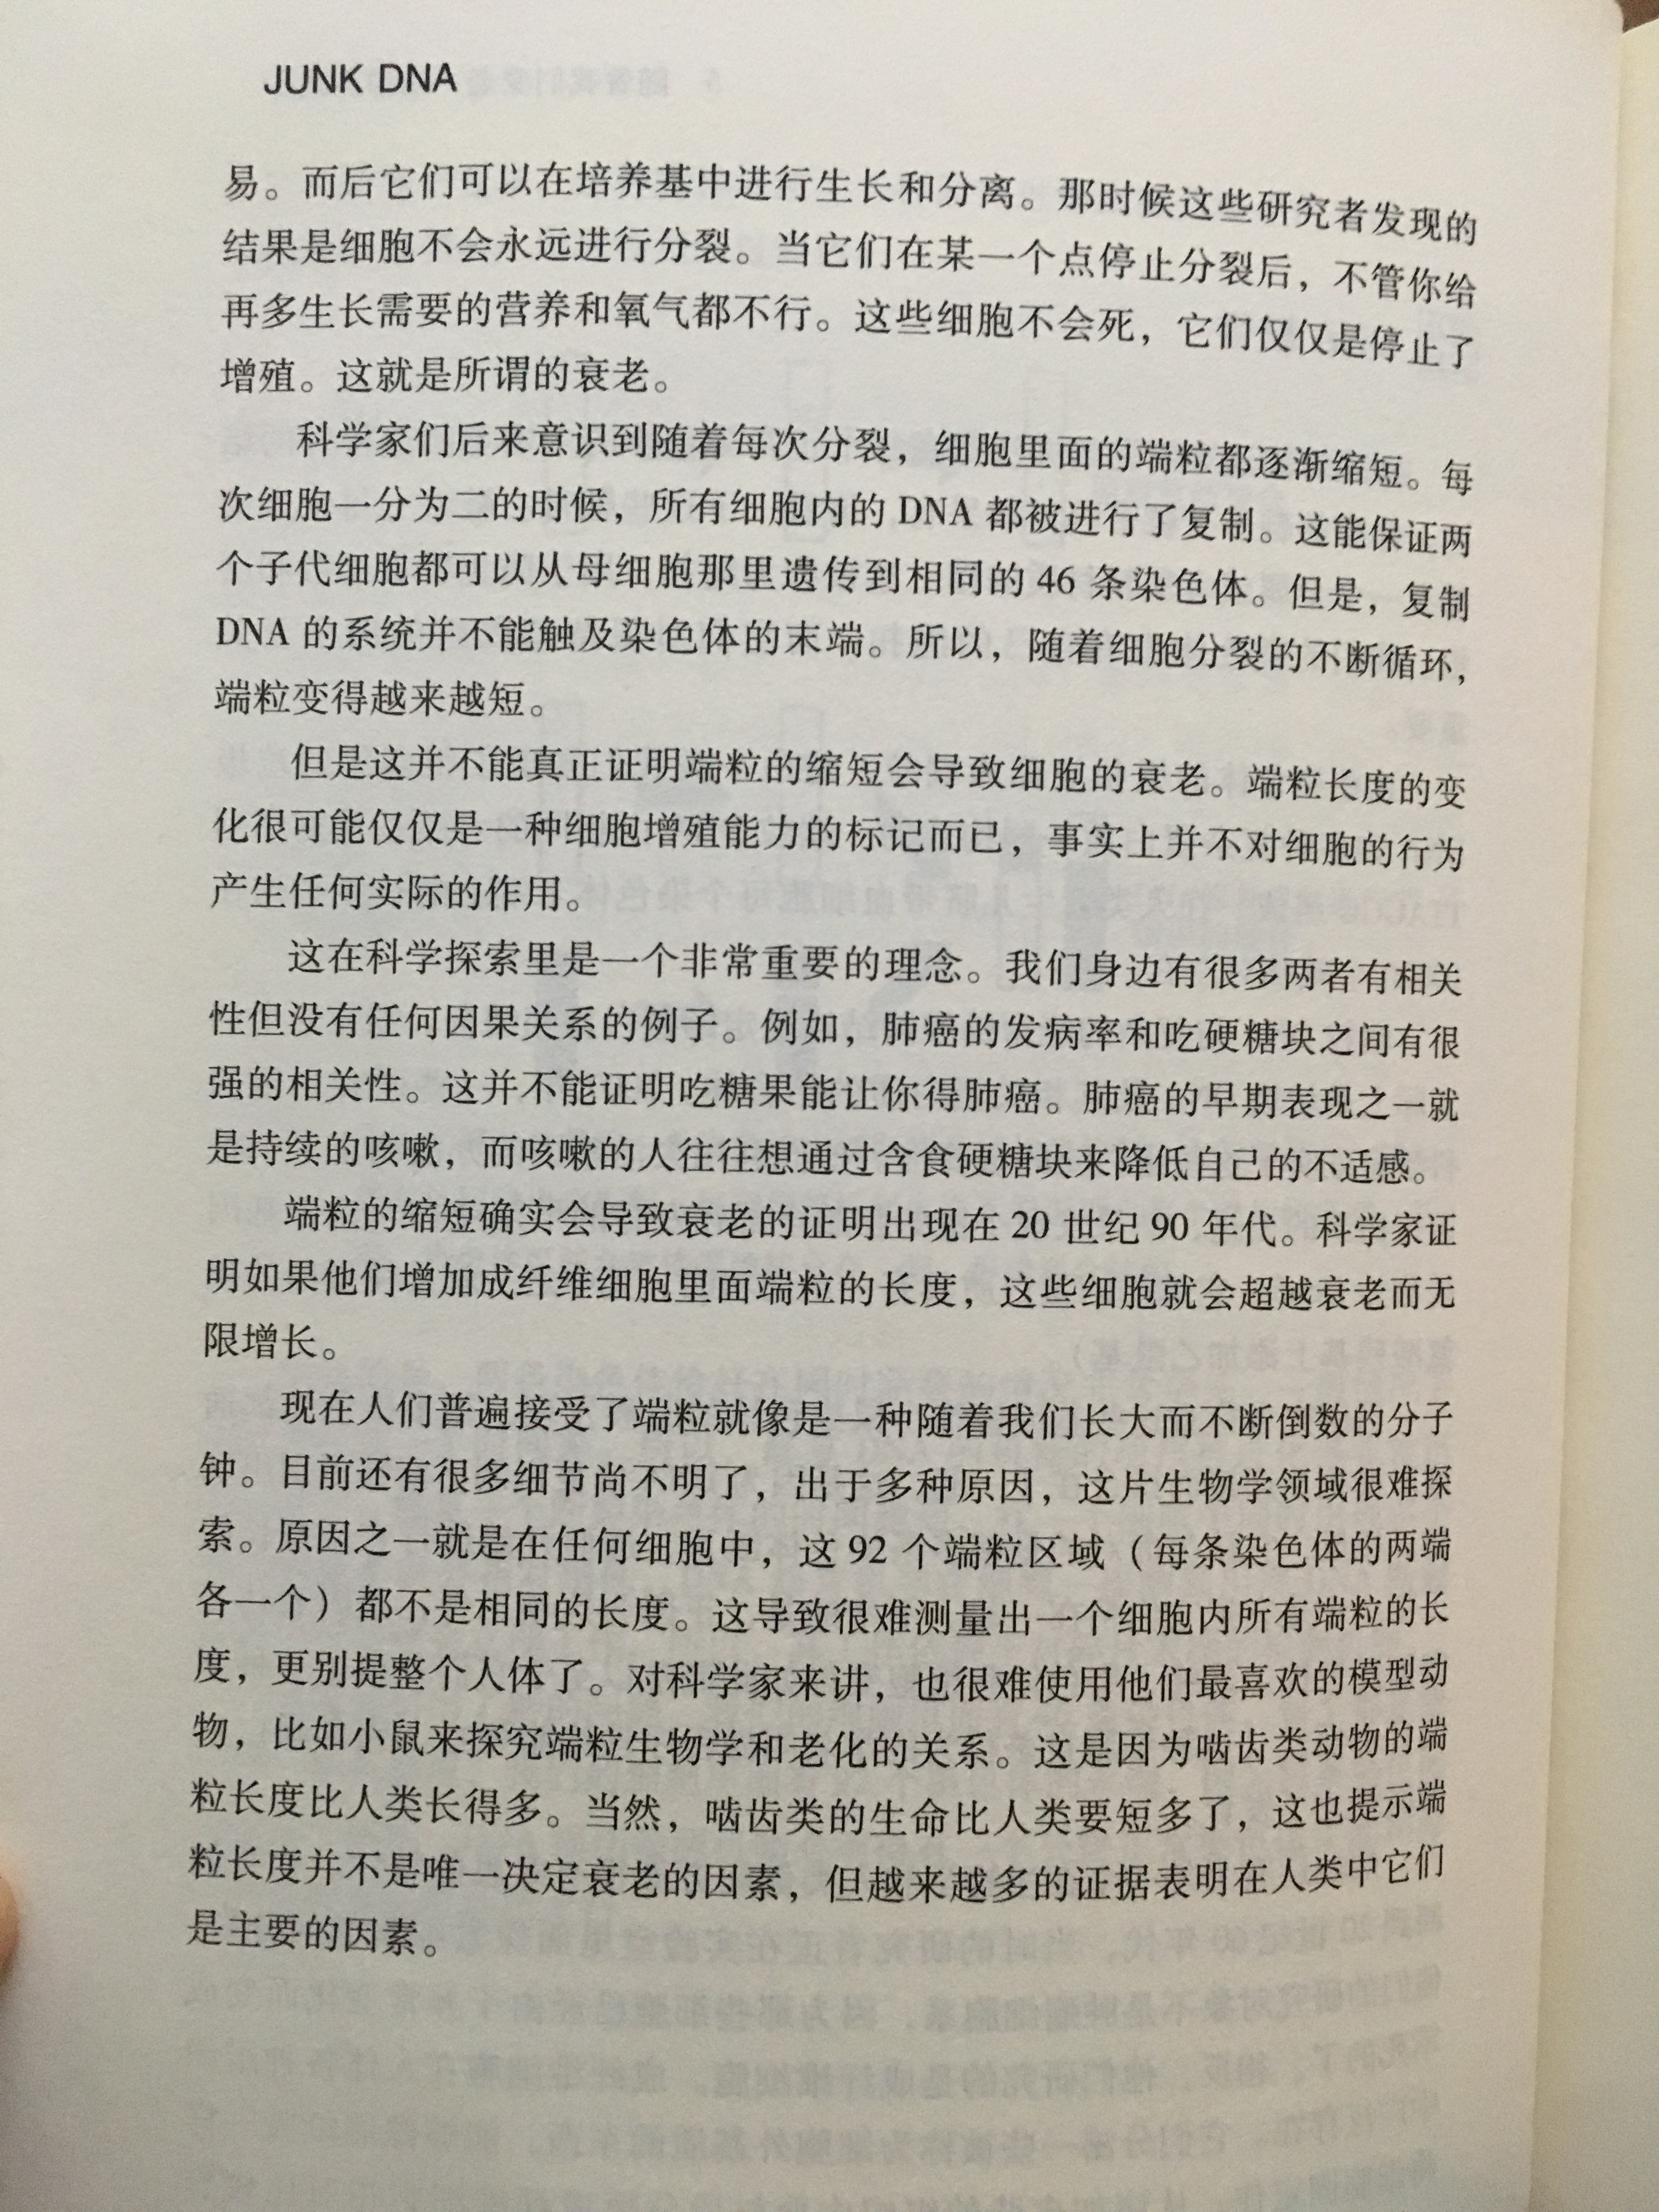 JUNK DNA
易。而后它们可以在培养基中进行生长和分离。那时候这些研究者发现的
结果是细胞不会永远进行分裂。当它们在某一个点停止分裂后，不管你给
再多生长需要的营养和氧气都不行。这些细胞不会死，它们仅仅是停止了
增殖。这就是所谓的衰老。
科学家们后来意识到随着每次分裂，细胞里面的端粒都逐渐缩短。每
次细胞一分为二的时候，所有细胞内的 DNA 都被进行了复制。这能保证两
个子代细胞都可以从母细胞那里遗传到相同的 46 条染色体。但是，复制
DNA 的系统并不能触及染色体的末端。所以，随着细胞分裂的不断循环，
端粒变得越来越短。
但是这并不能真正证明端粒的缩短会导致细胞的衰老。端粒长度的变
化很可能仅仅是一种细胞增殖能力的标记而已，事实上并不对细胞的行为
产生任何实际的作用。
这在科学探索里是一个非常重要的理念。我们身边有很多两者有相关
性但没有任何因果关系的例子。例如，肺癌的发病率和吃硬糖块之间有很
强的相关性。这并不能证明吃糖果能让你得肺癌。肺癌的早期表现之一就
是持续的咳嗽，而咳嗽的人往往想通过含食硬糖块来降低自己的不适感。
端粒的缩短确实会导致衰老的证明出现在 20 世纪 90 年代。科学家证
明如果他们增加成纤维细胞里面端粒的长度，这些细胞就会超越衰老而无
限增长。
现在人们普遍接受了端粒就像是一种随着我们长大而不断倒数的分子
钟。目前还有很多细节尚不明了，出于多种原因，这片生物学领域很难探
索。原因之一就是在任何细胞中，这 92 个端粒区域（每条染色体的两端
各一个）都不是相同的长度。这导致很难测量出一个细胞内所有端粒的长
度，更别提整个人体了。对科学家来讲，也很难使用他们最喜欢的模型动
物，比如小鼠来探究端粒生物学和老化的关系。这是因为啮齿类动物的端
粒长度比人类长得多。当然，啮齿类的生命比人类要短多了，这也提示端
粒长度并不是唯一决定衰老的因素，但越来越多的证据表明在人类中它们
是主要的因素。